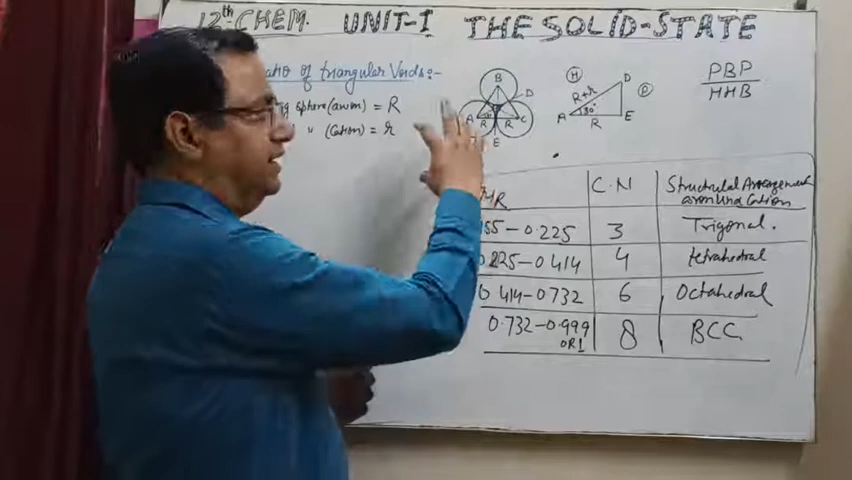 12th CHEM. UNIT-I THE SOLID-STATE
of triangular Voids:-
sphere (anion) = R
" (Cation) = r
B
D
A
R
R
C
E
H
D
R+r
P
A
30°
R
E
PBP
HHB
C.N
Structural Arrangement
around Cation
0.225
3
Trigonal.
0.225-0.414
4
tetrahedral
0.414-0.732
6
Octahedral
0.732-0.999
OR 1
8
BCC